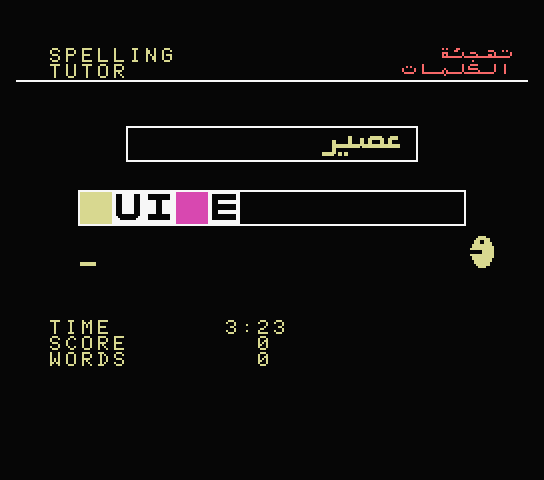 SPELLING
TUTOR
تهجئة
الكلمات
عصير
UI E
TIME 3:23
SCORE 0
WORDS 0